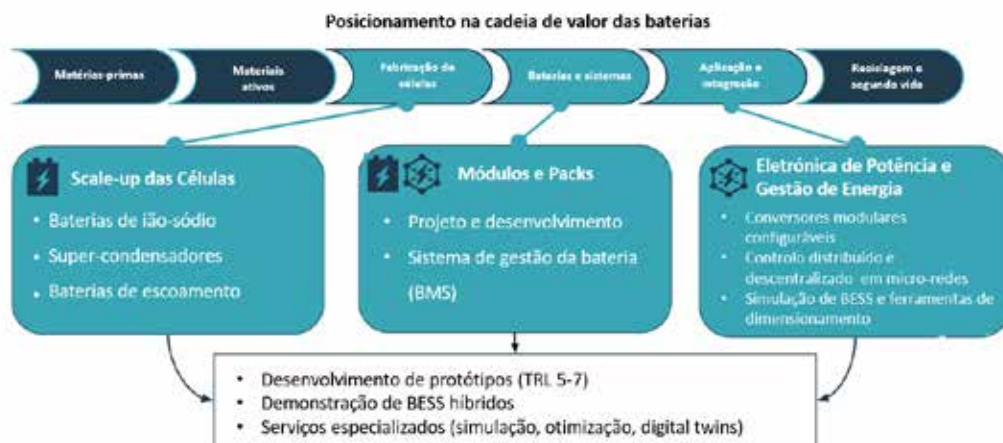 Posicionamento na cadeia de valor das baterias
Matérias-primas
Materiais
ativos
Fabricação de
células
Baterias e sistemas
Aplicação e
integração
Reciclagem e
segunda vida
Scale-up das Células
• Baterias de ião-sódio
• Super-condensadores
• Baterias de escoamento
Módulos e Packs
• Projeto e desenvolvimento
• Sistema de gestão da bateria
(BMS)
Eletrónica de Potência e
Gestão de Energia
• Conversores modulares
configuráveis
• Controlo distribuído e
descentralizado em micro-redes
• Simulação de BESS e ferramentas de
dimensionamento
• Desenvolvimento de protótipos (TRL 5-7)
• Demonstração de BESS híbridos
• Serviços especializados (simulação, otimização, digital twins)